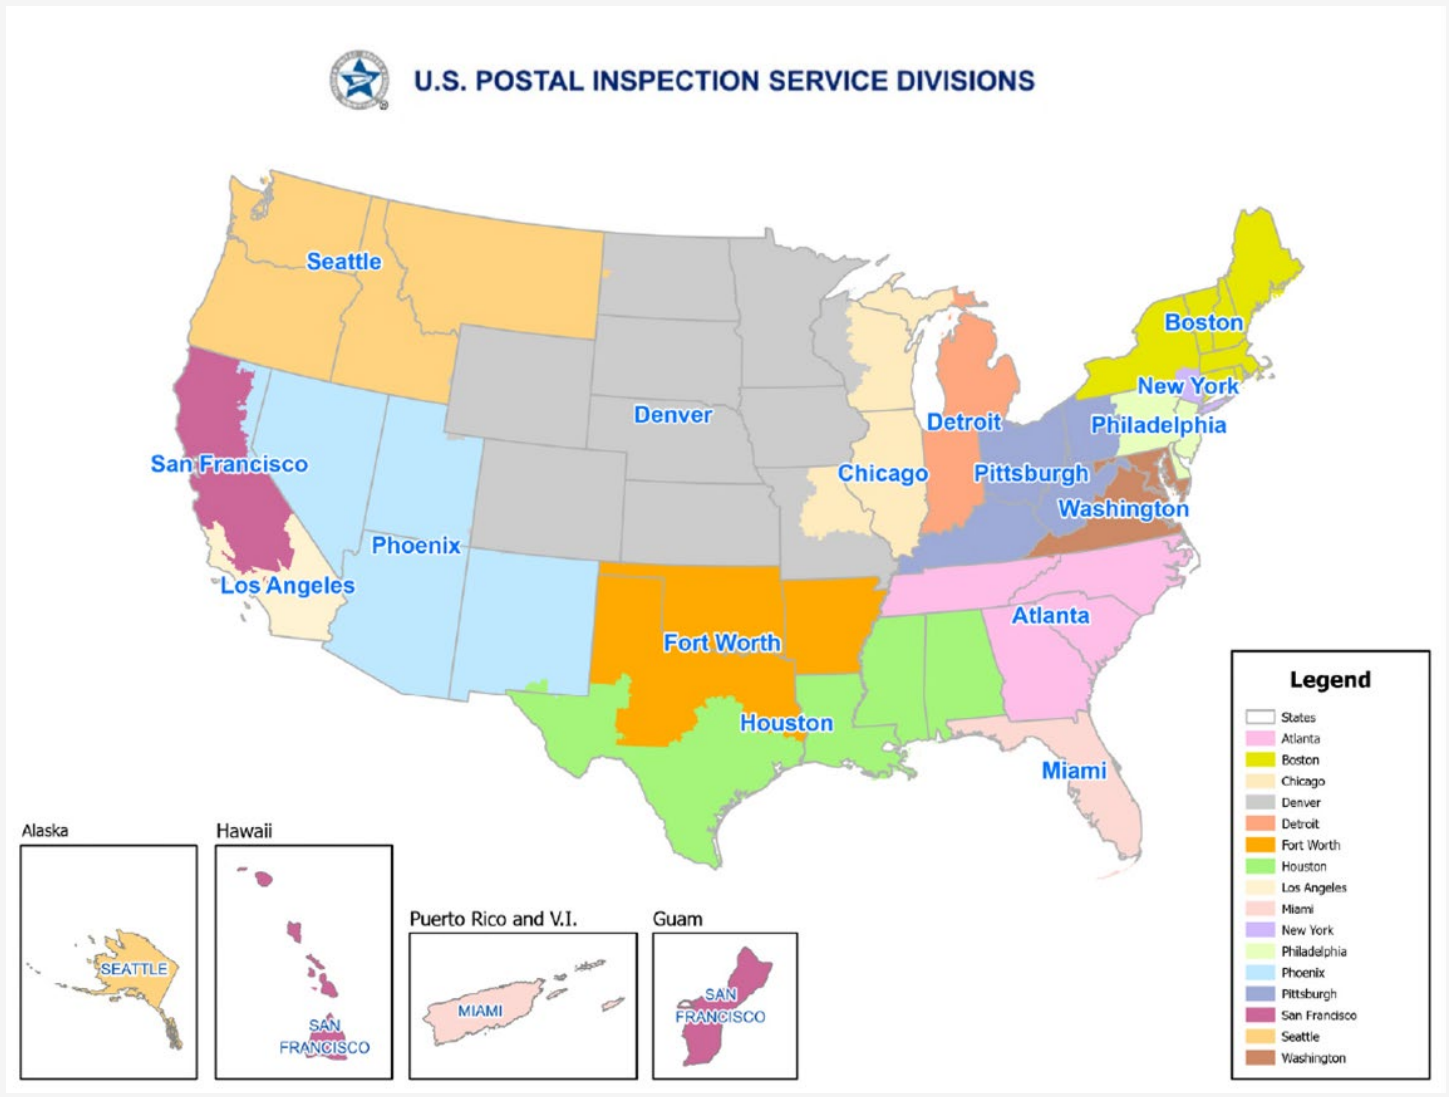 U.S. POSTAL INSPECTION SERVICE DIVISIONS
®
Seattle
Boston
New York
Denver
Detroit
Philadelphia
San Francisco
Chicago
Pittsburgh
Washington
Phoenix
Los Angeles
Atlanta
Fort Worth
Houston
Miami
Legend
States
Atlanta
Boston
Chicago
Denver
Detroit
Fort Worth
Houston
Los Angeles
Miami
New York
Philadelphia
Phoenix
Pittsburgh
San Francisco
Seattle
Washington
Alaska
SEATTLE
Hawaii
SAN
FRANCISCO
Puerto Rico and V.I.
MIAMI
Guam
SAN
FRANCISCO